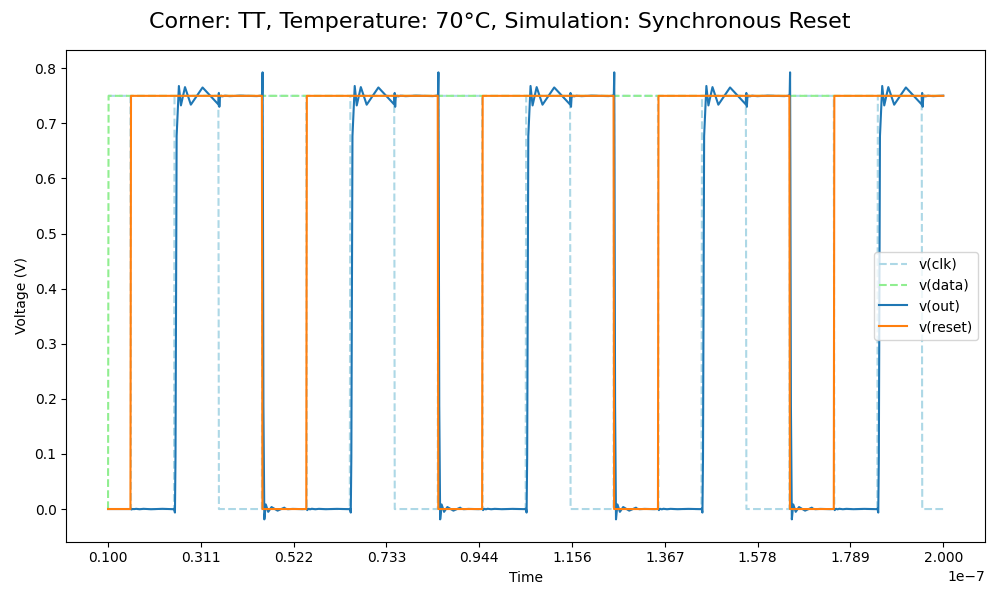 Corner: TT, Temperature: 70°C, Simulation: Synchronous Reset
0.8
0.7
0.6
0.5
0.4
0.3
0.2
0.1
0.0
Voltage (V)
v(clk)
v(data)
v(out)
v(reset)
0.100 0.311 0.522 0.733 0.944 1.156 1.367 1.578 1.789 2.000
1e−7
Time